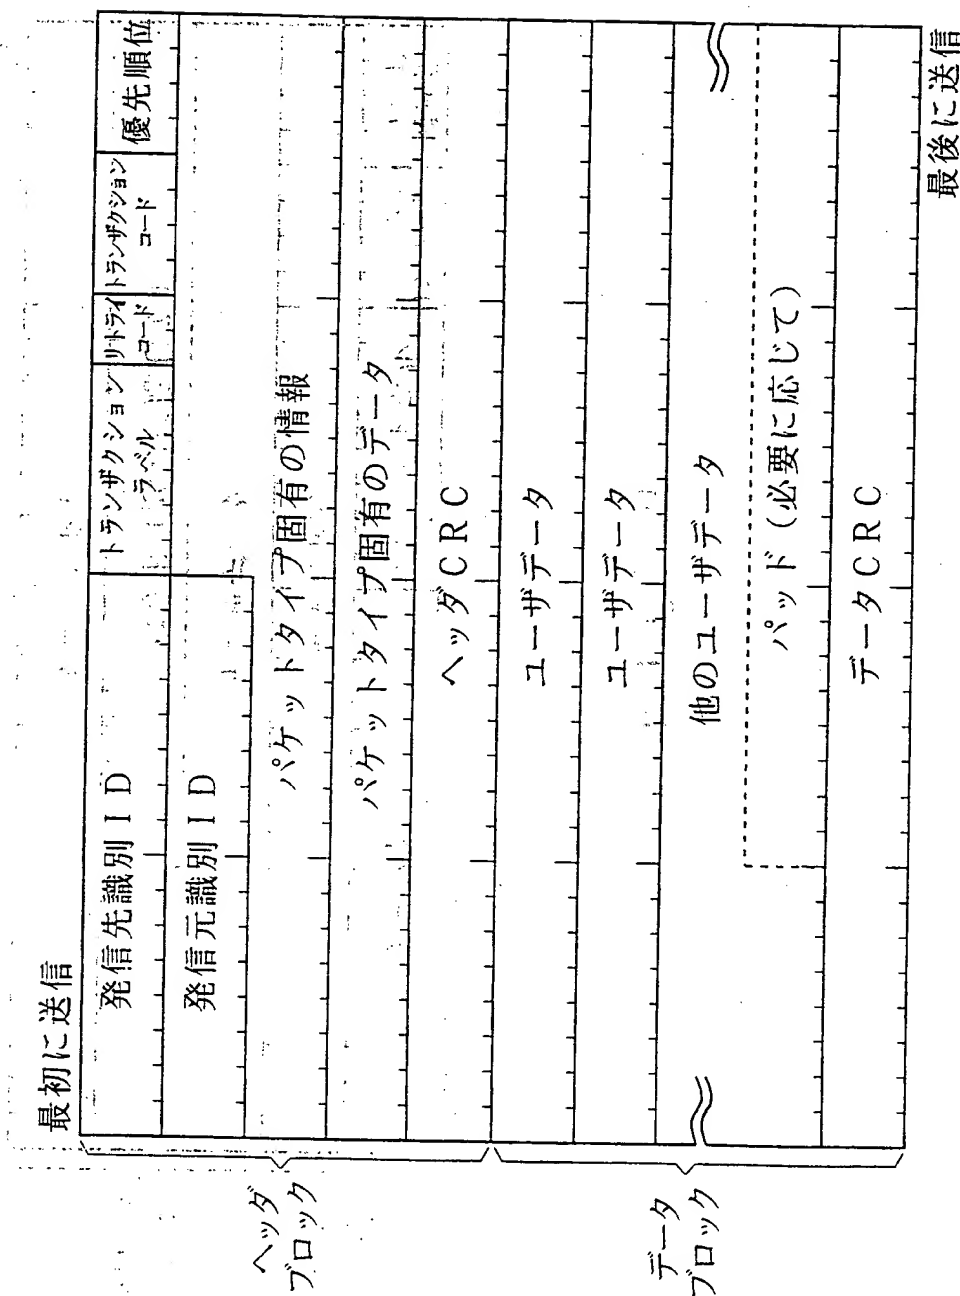 最初に送信
発信先識別ＩＤ
トランザクション
ラベル
リトライ
コード
トランザクション
コード
優先順位
発信元識別ＩＤ
パケットタイプ固有の情報
パケットタイプ固有のデータ
ヘッダＣＲＣ
ユーザデータ
ユーザデータ
他のユーザデータ
パッド（必要に応じて）
データＣＲＣ
最後に送信
ヘッダ
ブロック
データ
ブロック